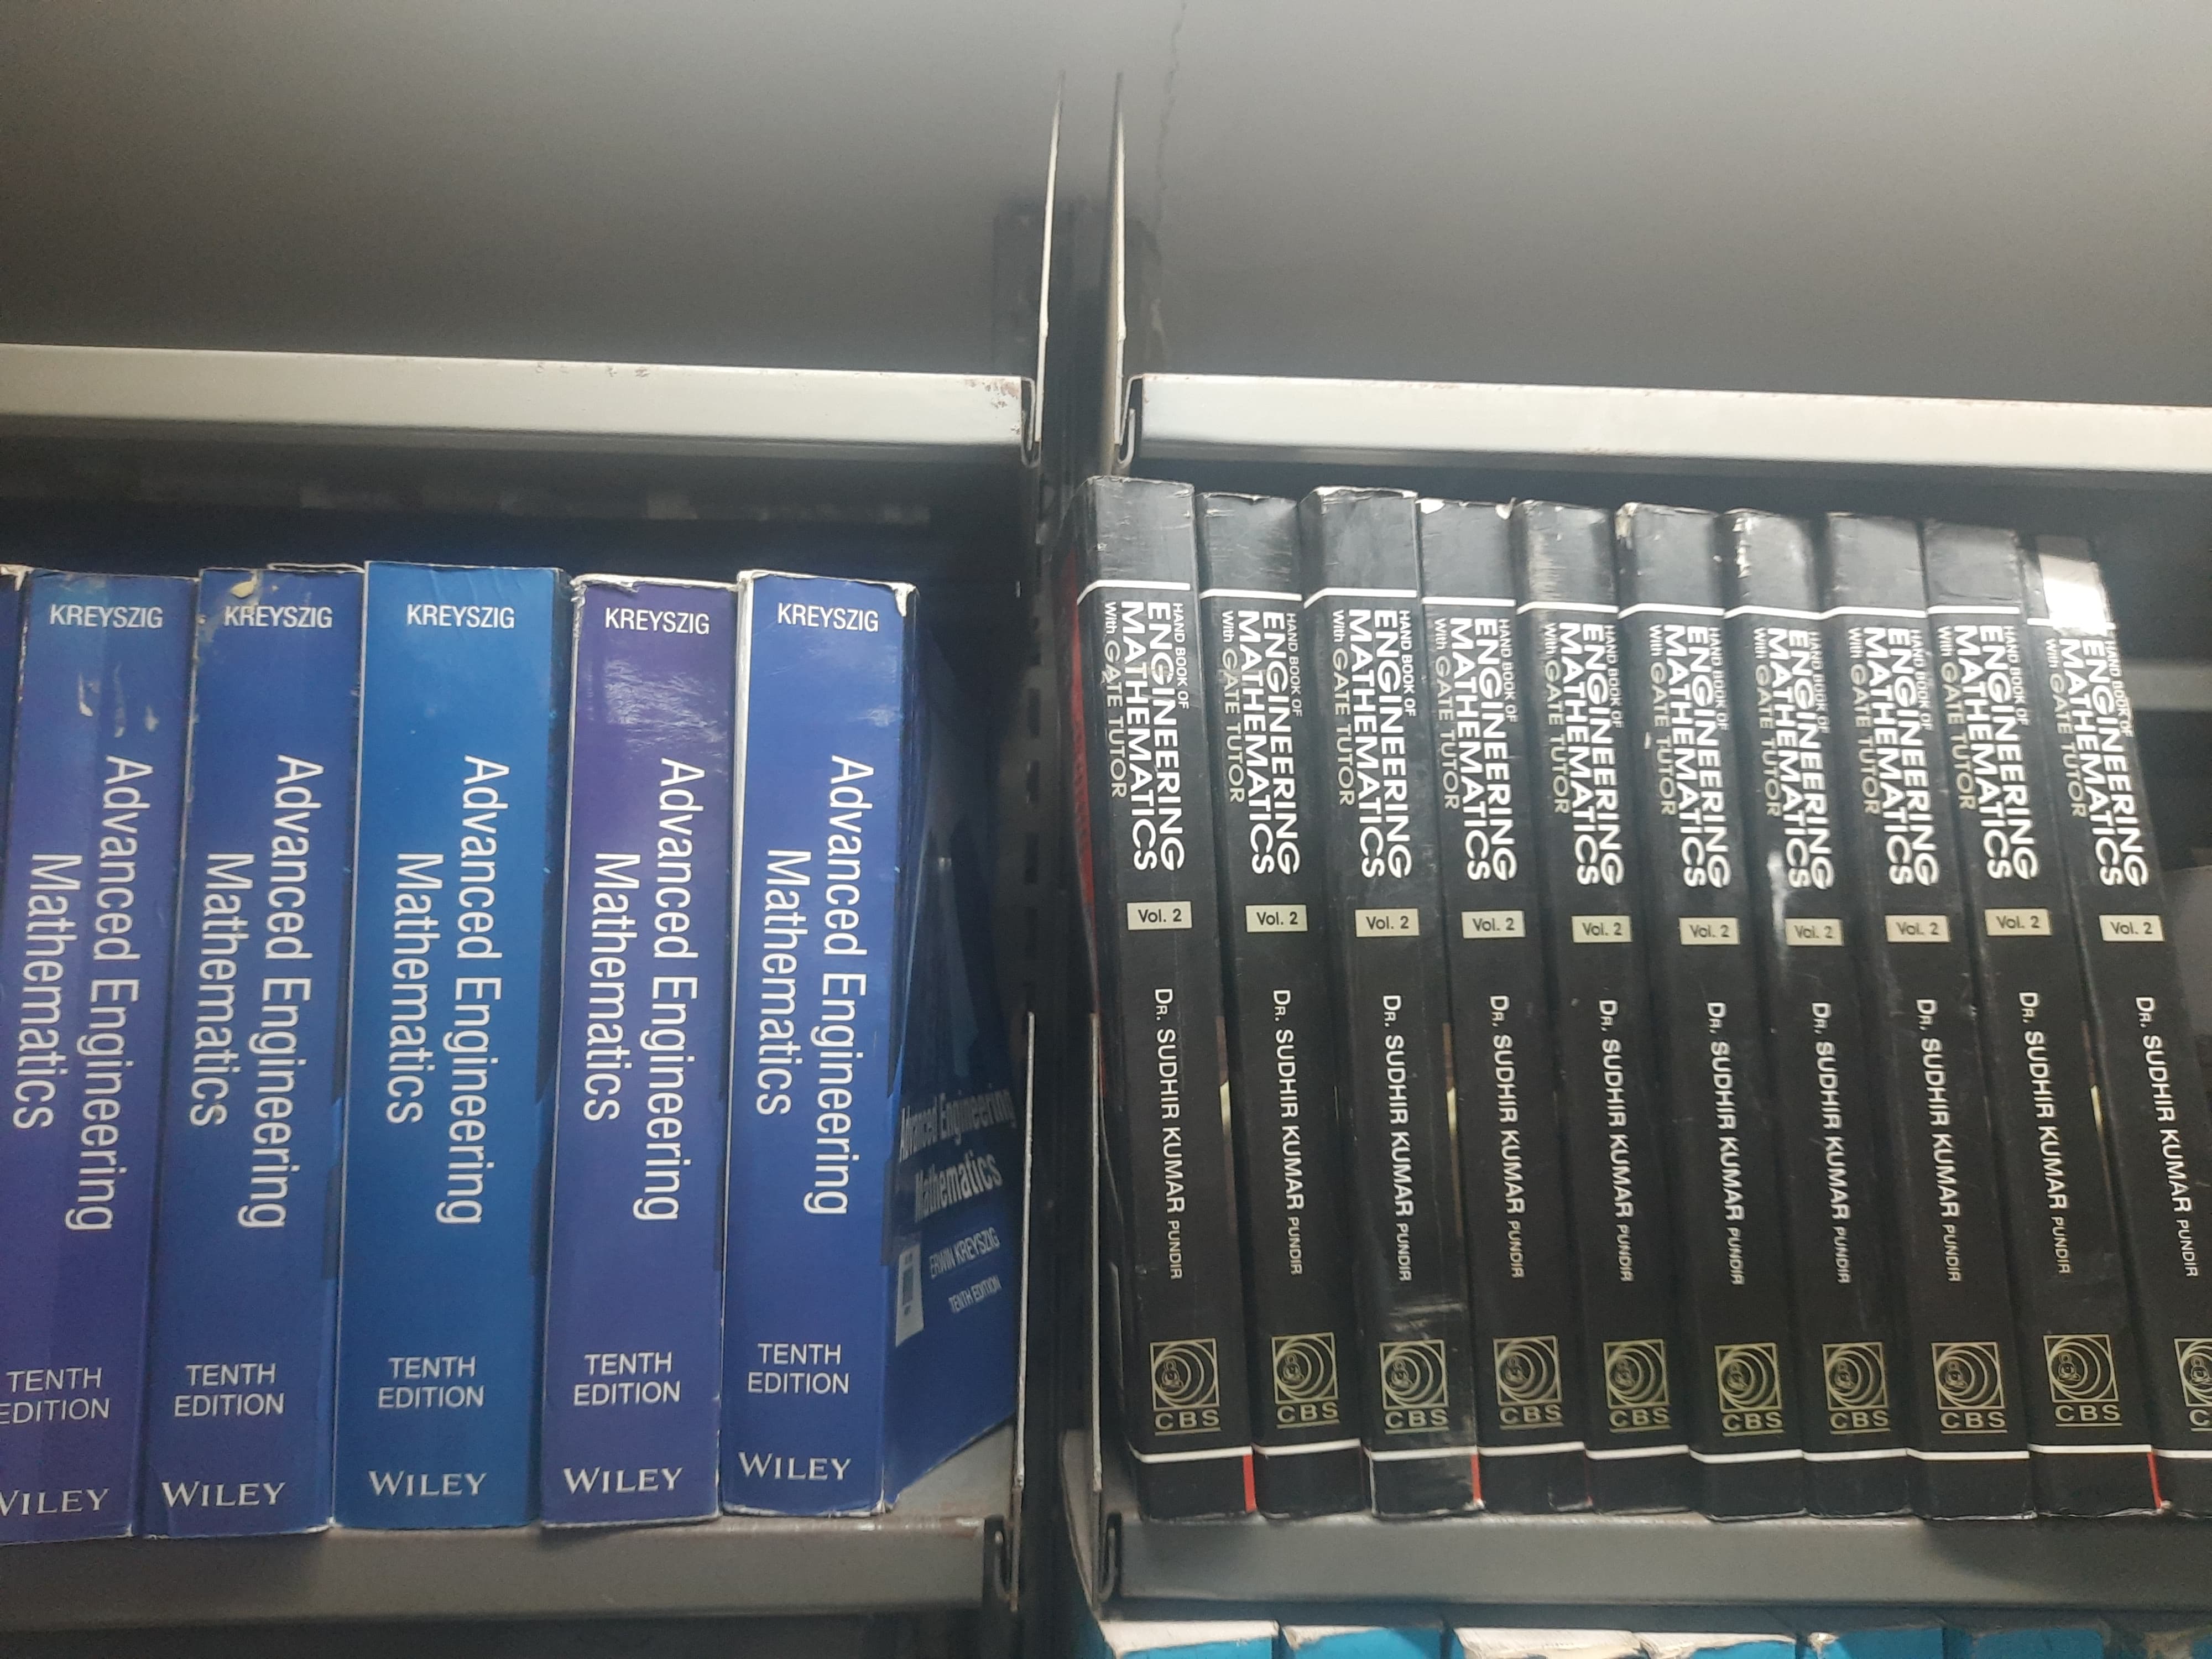 KREYSZIG
Advanced Engineering
Mathematics
TENTH
EDITION
WILEY
KREYSZIG
Advanced Engineering
Mathematics
TENTH
EDITION
WILEY
KREYSZIG
Advanced Engineering
Mathematics
TENTH
EDITION
WILEY
KREYSZIG
Advanced Engineering
Mathematics
TENTH
EDITION
WILEY
KREYSZIG
Advanced Engineering
Mathematics
TENTH
EDITION
WILEY
Advanced Engineering
Mathematics
ERWIN KREYSZIG
TENTH EDITION
HAND BOOK OF
ENGINEERING
MATHEMATICS
With GATE TUTOR
Vol. 2
DR. SUDHIR KUMAR PUNDIR
CBS
HAND BOOK OF
ENGINEERING
MATHEMATICS
With GATE TUTOR
Vol. 2
DR. SUDHIR KUMAR PUNDIR
CBS
HAND BOOK OF
ENGINEERING
MATHEMATICS
With GATE TUTOR
Vol. 2
DR. SUDHIR KUMAR PUNDIR
CBS
HAND BOOK OF
ENGINEERING
MATHEMATICS
With GATE TUTOR
Vol. 2
DR. SUDHIR KUMAR PUNDIR
CBS
HAND BOOK OF
ENGINEERING
MATHEMATICS
With GATE TUTOR
Vol. 2
DR. SUDHIR KUMAR PUNDIR
CBS
HAND BOOK OF
ENGINEERING
MATHEMATICS
With GATE TUTOR
Vol. 2
DR. SUDHIR KUMAR PUNDIR
CBS
HAND BOOK OF
ENGINEERING
MATHEMATICS
With GATE TUTOR
Vol. 2
DR. SUDHIR KUMAR PUNDIR
CBS
HAND BOOK OF
ENGINEERING
MATHEMATICS
With GATE TUTOR
Vol. 2
DR. SUDHIR KUMAR PUNDIR
CBS
HAND BOOK OF
ENGINEERING
MATHEMATICS
With GATE TUTOR
Vol. 2
DR. SUDHIR KUMAR PUNDIR
CBS
HAND BOOK OF
ENGINEERING
MATHEMATICS
With GATE TUTOR
Vol. 2
DR. SUDHIR KUMAR PUNDIR